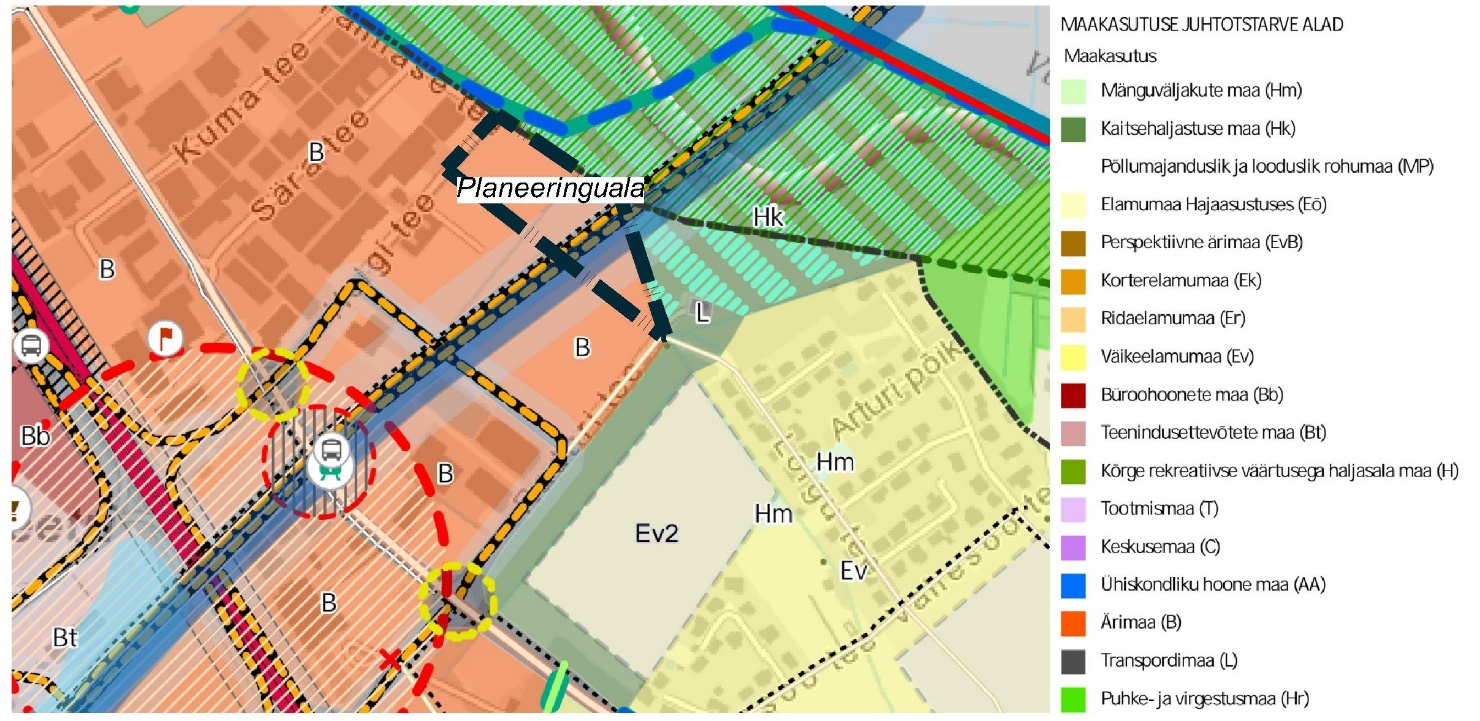 MAAKASUTUSE JUHTOTSTARVE ALAD
Maakasutus
Mänguväljakute maa (Hm)
Kaitsehaljastuse maa (Hk)
Põllumajanduslik ja looduslik rohumaa (MP)
Elamumaa Hajaasustuses (Eõ)
Perspektiivne ärimaa (EvB)
Korterelamumaa (Ek)
Ridaelamumaa (Er)
Väikeelamumaa (Ev)
Büroohoonete maa (Bb)
Teenindusettevõtete maa (Bt)
Kõrge rekreatiivse väärtusega haljasala maa (H)
Tootmismaa (T)
Keskusemaa (C)
Ühiskondliku hoone maa (AA)
Ärimaa (B)
Transpordimaa (L)
Puhke- ja virgestusmaa (Hr)
Kuma-tee
B
Sära-tee
Planeeringuala
Hk
gi-tee
B
L
B
Arturi põik
Bb
B
Hm
Hm
Ev2
Ev
B
Bt